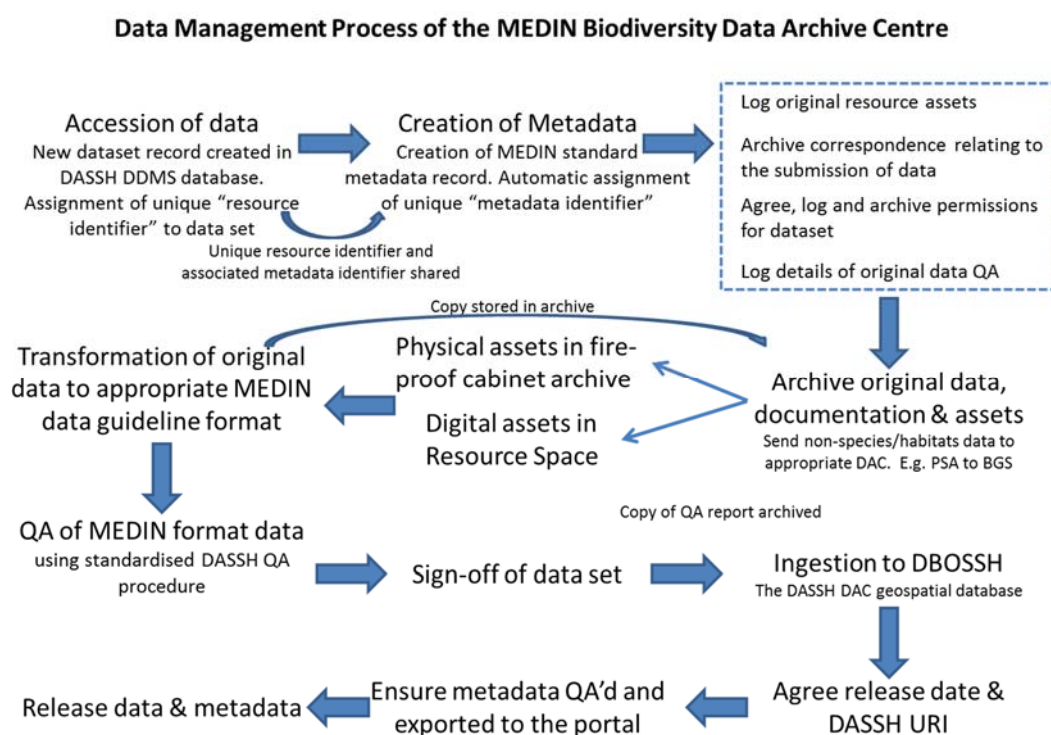 Data Management Process of the MEDIN Biodiversity Data Archive Centre
Accession of data
New dataset record created in
DASSH DDMS database.
Assignment of unique “resource
identifier” to data set
Creation of Metadata
Creation of MEDIN standard
metadata record. Automatic assignment
of unique “metadata identifier”
Unique resource identifier and
associated metadata identifier shared
Log original resource assets
Archive correspondence relating to
the submission of data
Agree, log and archive permissions
for dataset
Log details of original data QA
Copy stored in archive
Transformation of original
data to appropriate MEDIN
data guideline format
Physical assets in fire-
proof cabinet archive
Digital assets in
Resource Space
Archive original data,
documentation & assets
Send non-species/habitats data to
appropriate DAC. E.g. PSA to BGS
QA of MEDIN format data
using standardised DASSH QA
procedure
Sign-off of data set
Copy of QA report archived
Ingestion to DBOSSH
The DASSH DAC geospatial database
Release data & metadata
Ensure metadata QA’d and
exported to the portal
Agree release date &
DASSH URI